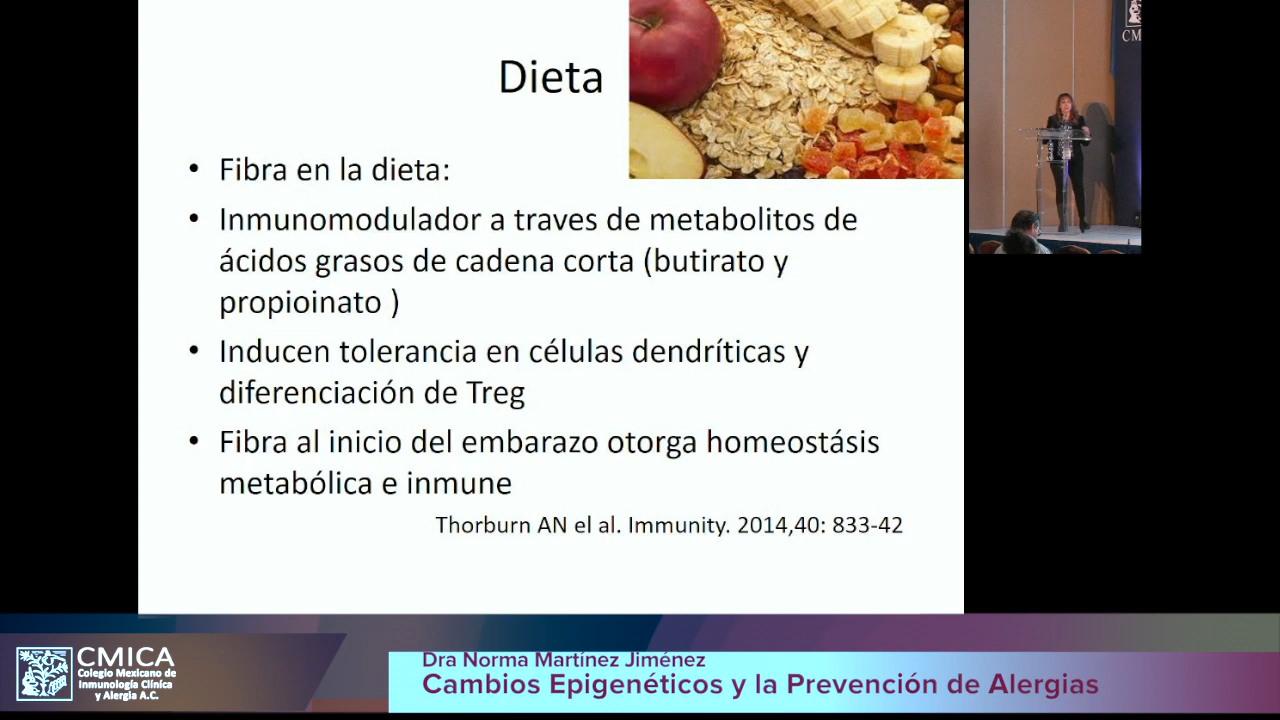 Dieta
• Fibra en la dieta:
• Inmunomodulador a traves de metabolitos de
ácidos grasos de cadena corta (butirato y
propioinato )
• Inducen tolerancia en células dendríticas y
diferenciación de Treg
• Fibra al inicio del embarazo otorga homeostásis
metabólica e inmune
Thorburn AN el al. Immunity. 2014,40: 833-42
CM
CMICA
Colegio Mexicano de
Inmunología Clínica
y Alergia A.C.
Dra Norma Martínez Jiménez
Cambios Epigenéticos y la Prevención de Alergias